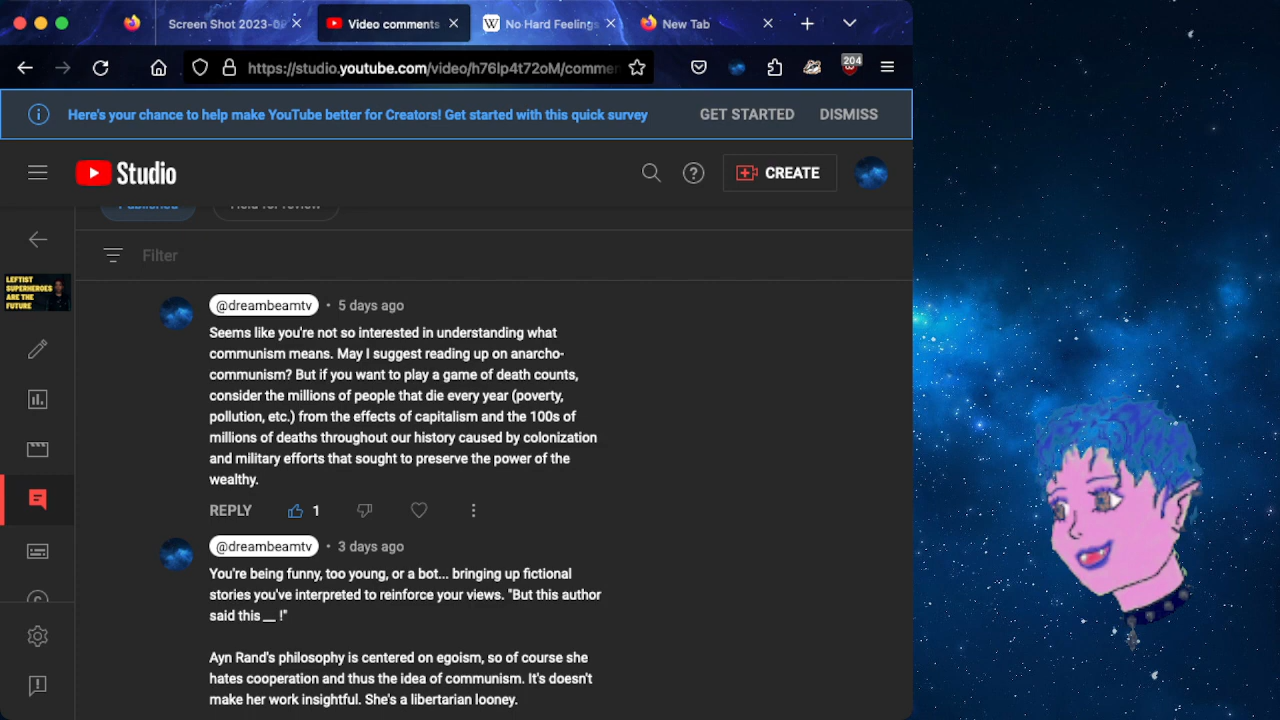 Screen Shot 2023-0
Video comments
No Hard Feelings
New Tab
https://studio.youtube.com/video/h76lp4t72oM/comme
204
Here's your chance to help make YouTube better for Creators! Get started with this quick survey
GET STARTED
DISMISS
Studio
CREATE
Published
Held for review
Filter
LEFTIST
SUPERHEROES
ARE THE
FUTURE
@dreambeamtv • 5 days ago
Seems like you're not so interested in understanding what
communism means. May I suggest reading up on anarcho-
communism? But if you want to play a game of death counts,
consider the millions of people that die every year (poverty,
pollution, etc.) from the effects of capitalism and the 100s of
millions of deaths throughout our history caused by colonization
and military efforts that sought to preserve the power of the
wealthy.
REPLY
1
@dreambeamtv • 3 days ago
You're being funny, too young, or a bot... bringing up fictional
stories you've interpreted to reinforce your views. "But this author
said this __ !"
Ayn Rand's philosophy is centered on egoism, so of course she
hates cooperation and thus the idea of communism. It's doesn't
make her work insightful. She's a libertarian looney.